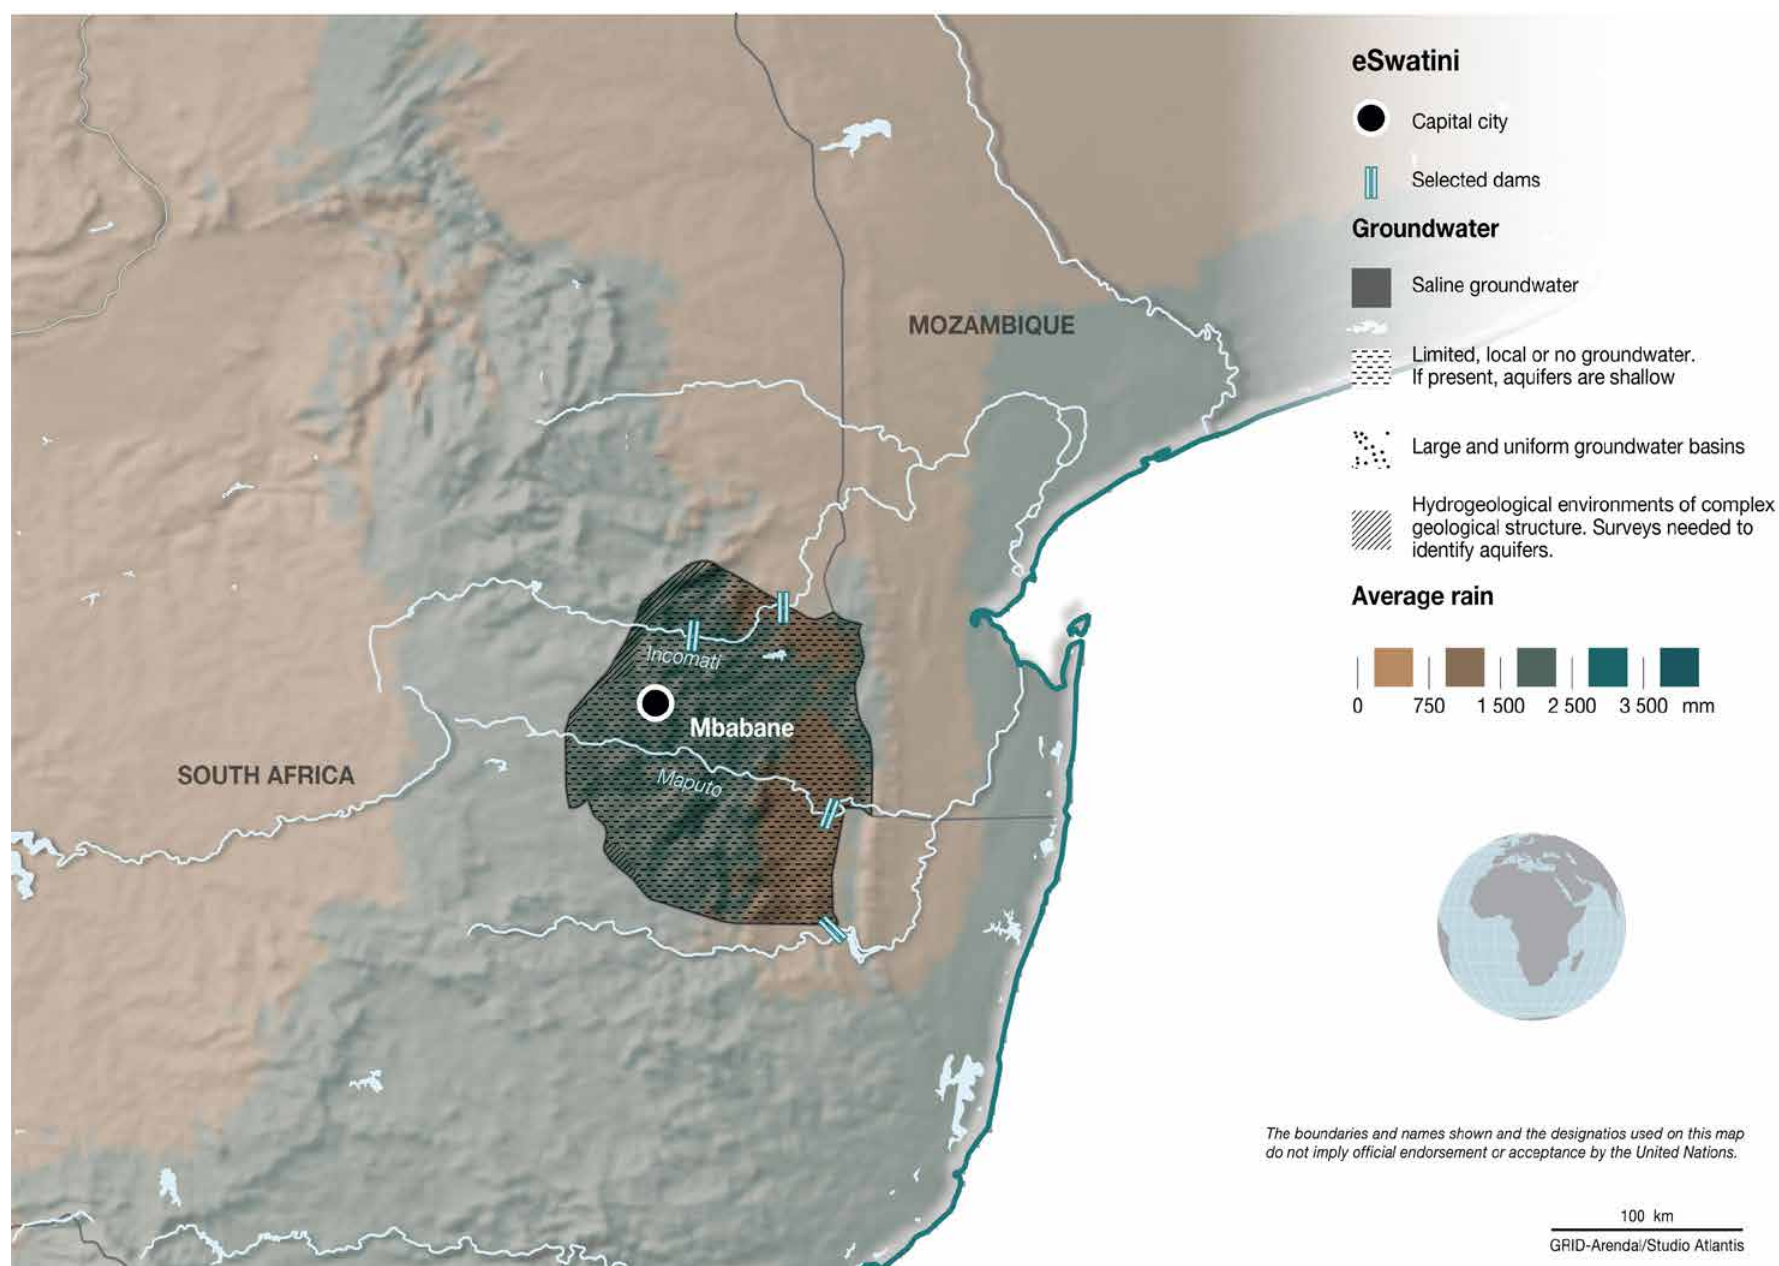 eSwatini
Capital city
Selected dams
Groundwater
Saline groundwater
Limited, local or no groundwater.
If present, aquifers are shallow
Large and uniform groundwater basins
Hydrogeological environments of complex
geological structure. Surveys needed to
identify aquifers.
Average rain
0 750 1 500 2 500 3 500 mm
MOZAMBIQUE
Incomati
Mbabane
Maputo
SOUTH AFRICA
The boundaries and names shown and the designatios used on this map
do not imply official endorsement or acceptance by the United Nations.
100 km
GRID-Arendal/Studio Atlantis